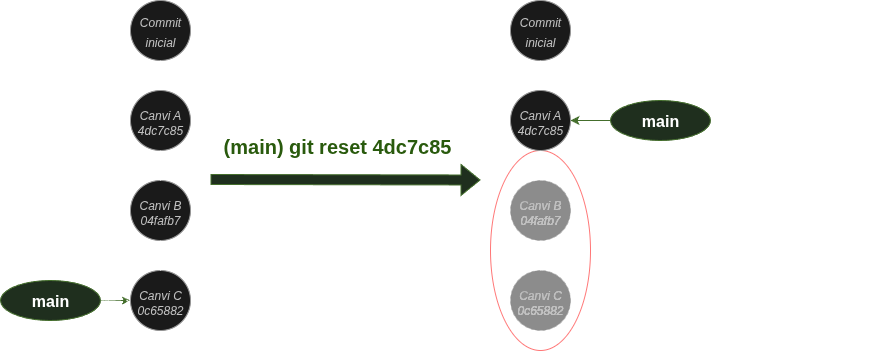 Commit
inicial
Canvi A
4dc7c85
Canvi B
04fafb7
Canvi C
0c65882
main
(main) git reset 4dc7c85
Commit
inicial
Canvi A
4dc7c85
main
Canvi B
04fafb7
Canvi C
0c65882